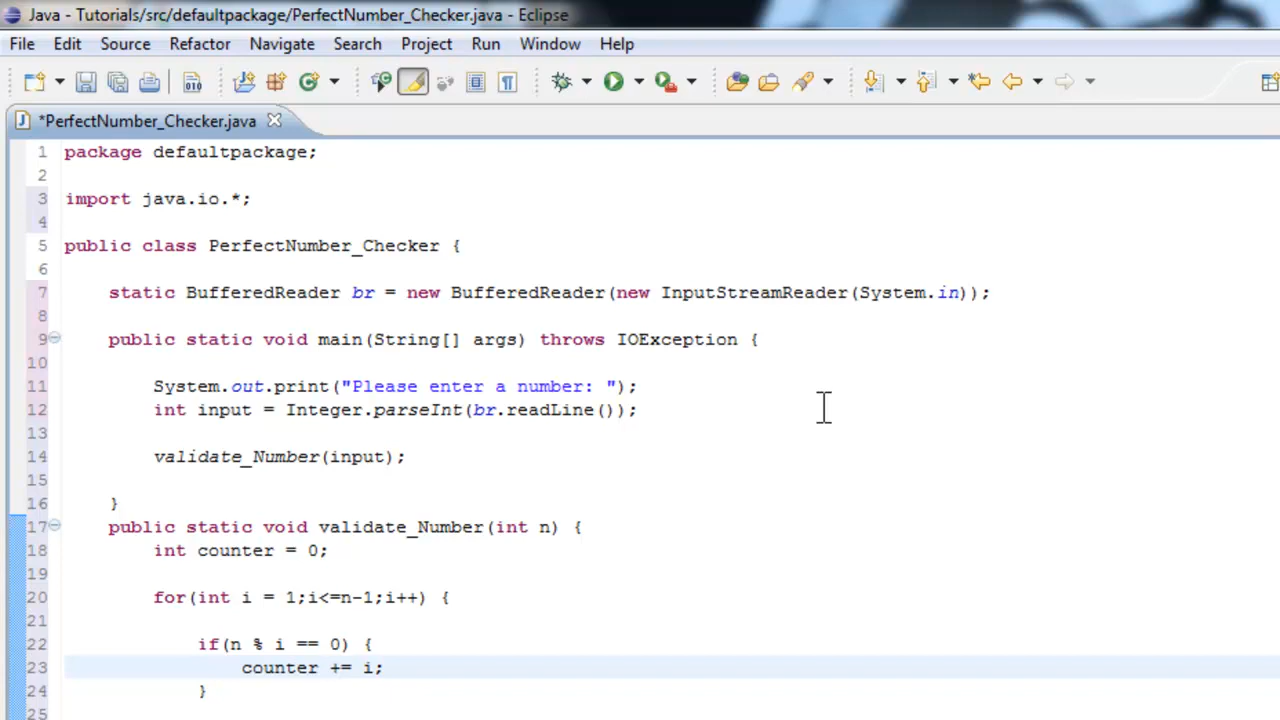 Java - Tutorials/src/defaultpackage/PerfectNumber_Checker.java - Eclipse
File Edit Source Refactor Navigate Search Project Run Window Help
010
*PerfectNumber_Checker.java
1 package defaultpackage;
2
3 import java.io.*;
4
5 public class PerfectNumber_Checker {
6
7 static BufferedReader br = new BufferedReader(new InputStreamReader(System.in));
8
9 public static void main(String[] args) throws IOException {
10
11 System.out.print("Please enter a number: ");
12 int input = Integer.parseInt(br.readLine());
13
14 validate_Number(input);
15
16 }
17 public static void validate_Number(int n) {
18 int counter = 0;
19
20 for(int i = 1;i<=n-1;i++) {
21
22 if(n % i == 0) {
23 counter += i;
24 }
25